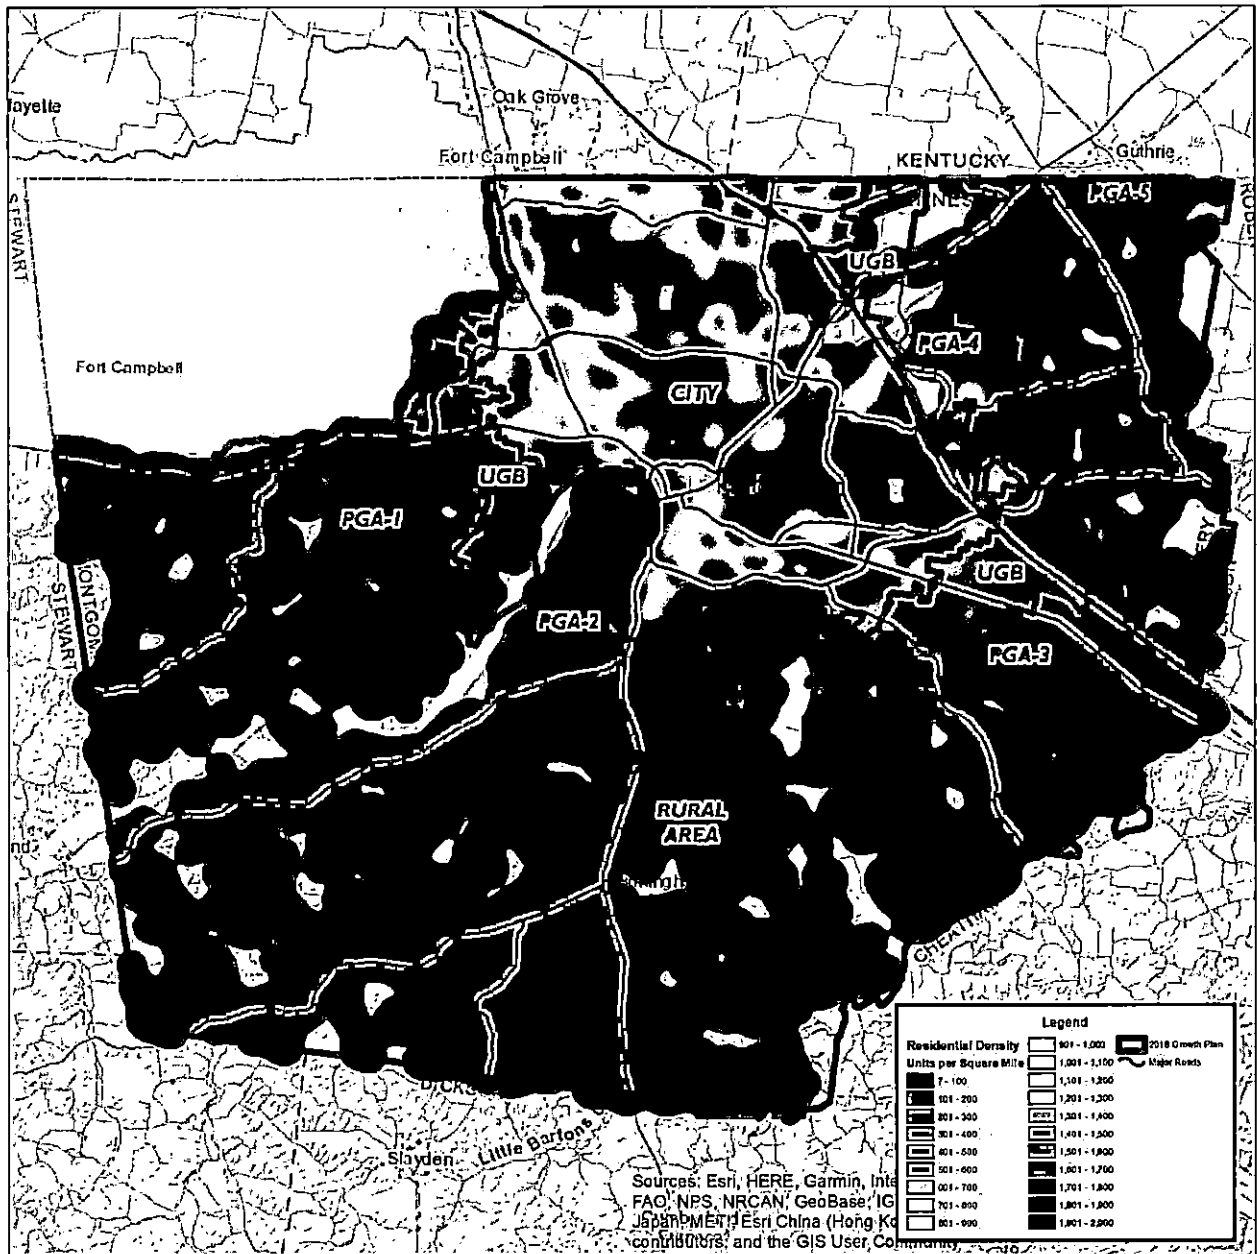 Oak Grove
Fort Campbell
KENTUCKY
Guthrie
41
STEWART
PGA-5
UGB
Fort Campbell
PGA-4
CITY
UGB
PGA-1
UGB
STEWART
PGA-2
PGA-3
RURAL
AREA
Slayden
Little Bartons
Sources: Esri, HERE, Garmin, Inte
FAO, NPS, NRCAN, GeoBase, IG
Japan, METI, Esri China (Hong Ko
contributors, and the GIS User Community
Legend
Residential Density
Units per Square Mile
7 - 100
101 - 200
201 - 300
301 - 400
401 - 500
501 - 600
601 - 700
701 - 800
801 - 900
901 - 1,000
1,001 - 1,100
1,101 - 1,200
1,201 - 1,300
1,301 - 1,400
1,401 - 1,500
1,501 - 1,600
1,601 - 1,700
1,701 - 1,800
1,801 - 1,900
1,901 - 2,000
Major Roads